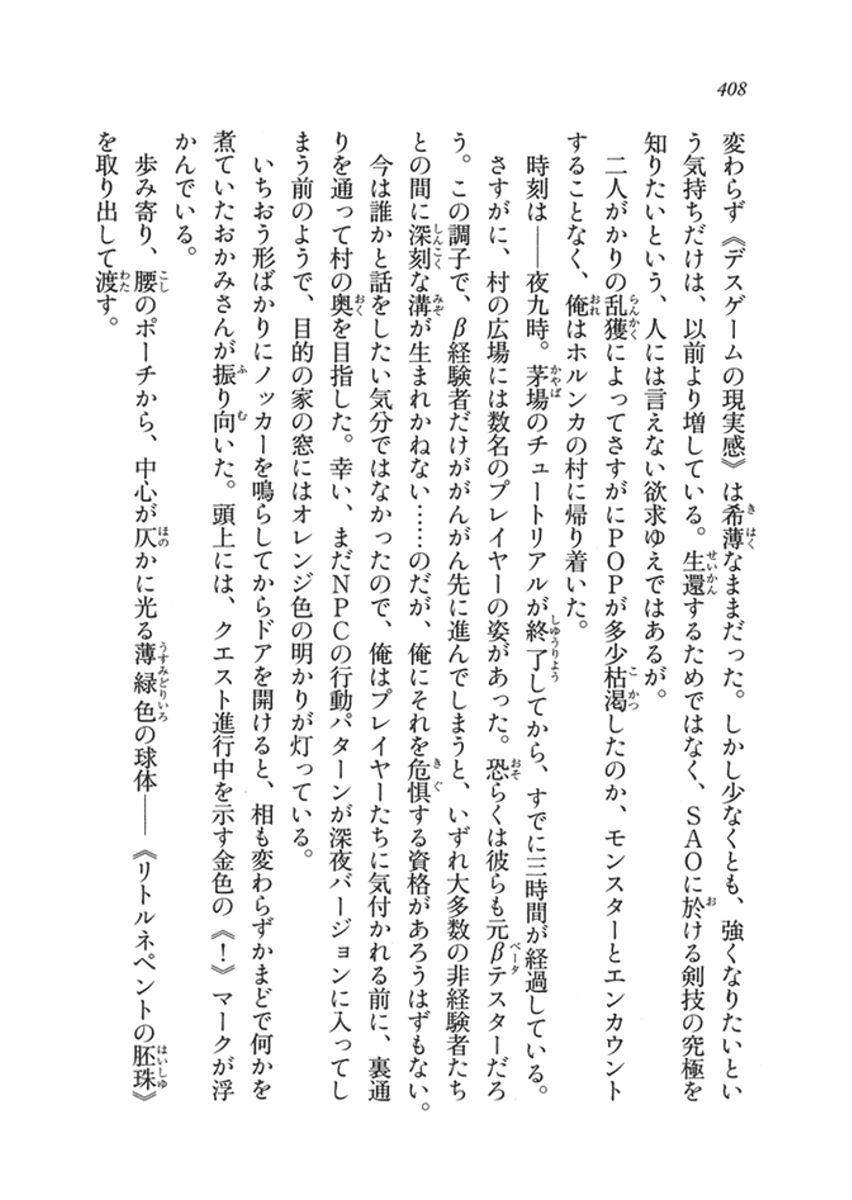 408
変わらず《デスゲームの現実感》は希薄なままだった。しかし少なくとも、強くなりたいとい
う気持ちだけは、以前より増している。生還するためではなく、SAOに於ける剣技の究極を
知りたいという、人には言えない欲求ゆえではあるが。
二人がかりの乱獲によってさすがにPOPが多少枯渇したのか、モンスターとエンカウント
することなく、俺はホルンカの村に帰り着いた。
時刻は――夜九時。茅場のチュートリアルが終了してから、すでに三時間が経過している。
さすがに、村の広場には数名のプレイヤーの姿があった。恐らくは彼らも元βテスターだろ
う。この調子で、β経験者だけががんがん先に進んでしまうと、いずれ大多数の非経験者たち
との間に深刻な溝が生まれかねない……のだが、俺にそれを危惧する資格があろうはずもない。
今は誰かと話をしたい気分ではなかったので、俺はプレイヤーたちに気付かれる前に、裏通
りを通って村の奥を目指した。幸い、まだNPCの行動パターンが深夜バージョンに入ってし
まう前のようで、目的の家の窓にはオレンジ色の明かりが灯っている。
いちおう形ばかりにノッカーを鳴らしてからドアを開けると、相も変わらずかまどで何かを
煮ていたおかみさんが振り向いた。頭上には、クエスト進行中を示す金色の《！》マークが浮
かんでいる。
歩み寄り、腰のポーチから、中心が仄かに光る薄緑色の球体――《リトルネペントの胚珠》
を取り出して渡す。